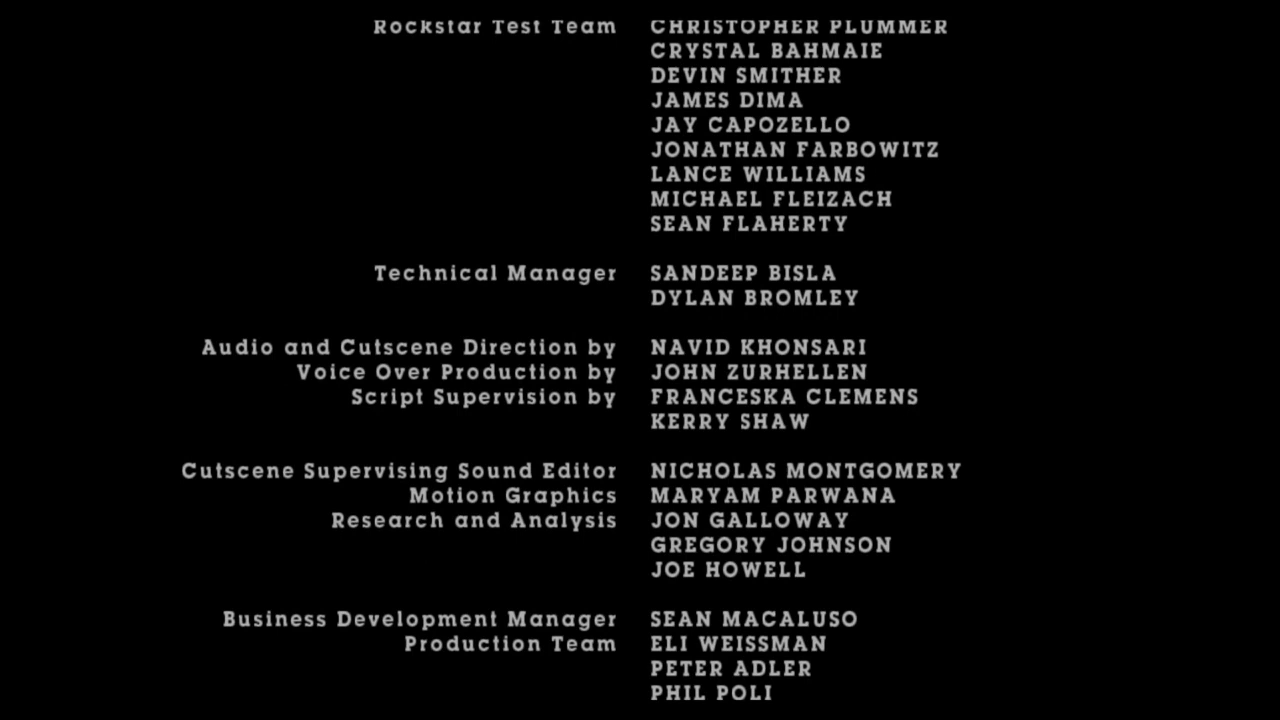 Rockstar Test Team CHRISTOPHER PLUMMER
CRYSTAL BAHMAIE
DEVIN SMITHER
JAMES DIMA
JAY CAPOZELLO
JONATHAN FARBOWITZ
LANCE WILLIAMS
MICHAEL FLEIZACH
SEAN FLAHERTY
Technical Manager SANDEEP BISLA
DYLAN BROMLEY
Audio and Cutscene Direction by NAVID KHONSARI
Voice Over Production by JOHN ZURHELLEN
Script Supervision by FRANCESKA CLEMENS
KERRY SHAW
Cutscene Supervising Sound Editor NICHOLAS MONTGOMERY
Motion Graphics MARYAM PARWANA
Research and Analysis JON GALLOWAY
GREGORY JOHNSON
JOE HOWELL
Business Development Manager SEAN MACALUSO
Production Team ELI WEISSMAN
PETER ADLER
PHIL POLI